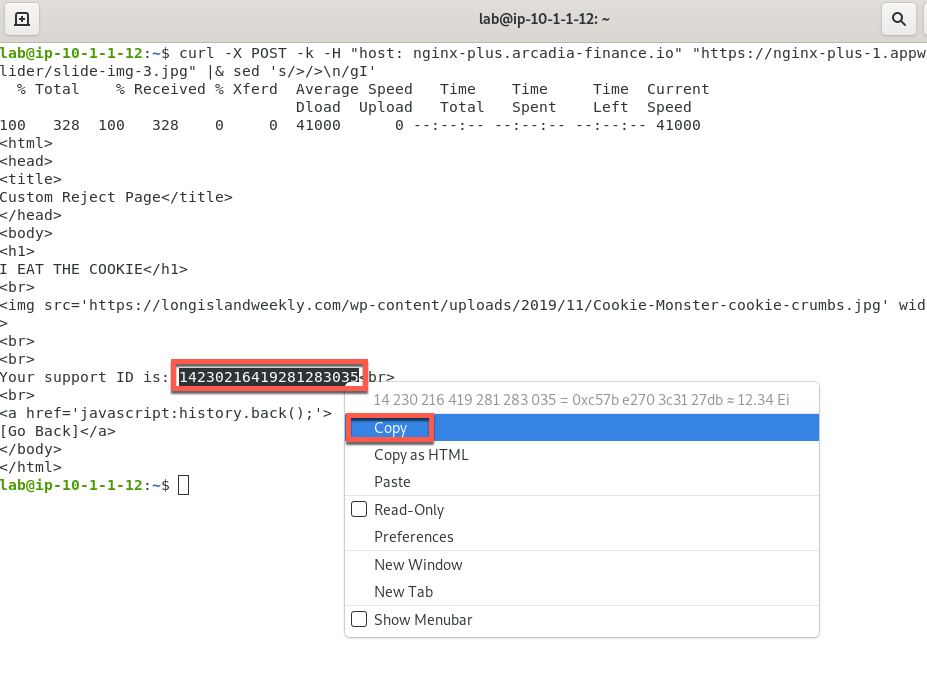 lab@ip-10-1-1-12: ~
lab@ip-10-1-1-12:~$ curl -X POST -k -H "host: nginx-plus.arcadia-finance.io" "https://nginx-plus-1.appw
lider/slide-img-3.jpg" |& sed 's/>/>\n/gI'
% Total % Received % Xferd Average Speed Time Time Time Current
Dload Upload Total Spent Left Speed
100 328 100 328 0 0 41000 0 --:--:-- --:--:-- --:--:-- 41000
<html>
<head>
<title>
Custom Reject Page</title>
</head>
<body>
<h1>
I EAT THE COOKIE</h1>
<br>
<img src='https://longislandweekly.com/wp-content/uploads/2019/11/Cookie-Monster-cookie-crumbs.jpg' wid
>
<br>
<br>
Your support ID is: 14230216419281283035<br>
<br>
<a href='javascript:history.back();'>
[Go Back]</a>
</body>
</html>
lab@ip-10-1-1-12:~$
14 230 216 419 281 283 035 = 0xc57b e270 3c31 27db ≈ 12.34 Ei
Copy
Copy as HTML
Paste
Read-Only
Preferences
New Window
New Tab
Show Menubar